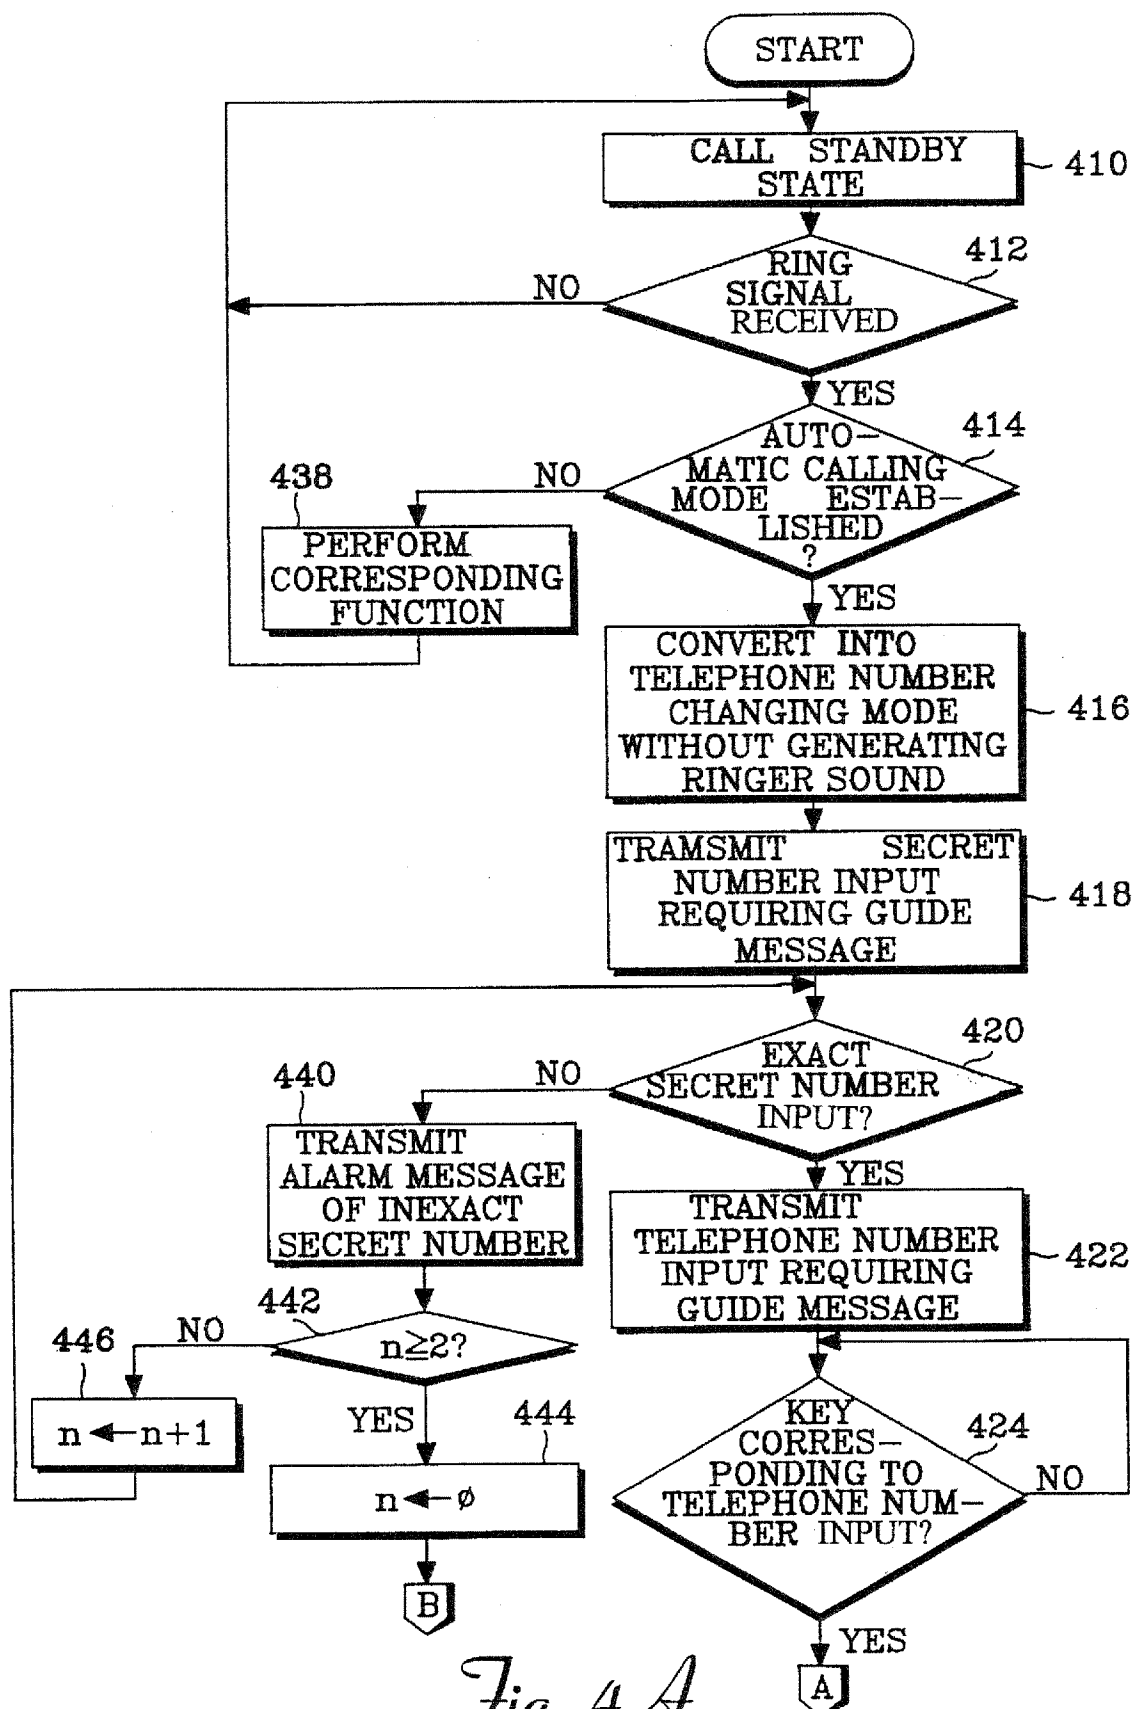 START
CALL STANDBY
STATE
410
RING
SIGNAL
RECEIVED
412
NO
YES
AUTO-
MATIC CALLING
MODE ESTAB-
LISHED
?
414
NO
438
PERFORM
CORRESPONDING
FUNCTION
YES
CONVERT INTO
TELEPHONE NUMBER
CHANGING MODE
WITHOUT GENERATING
RINGER SOUND
416
TRAMSMIT SECRET
NUMBER INPUT
REQUIRING GUIDE
MESSAGE
418
EXACT
SECRET NUMBER
INPUT?
420
NO
440
TRANSMIT
ALARM MESSAGE
OF INEXACT
SECRET NUMBER
YES
TRANSMIT
TELEPHONE NUMBER
INPUT REQUIRING
GUIDE MESSAGE
422
442
n≧2?
NO
446
n←n+1
YES
444
n←ø
B
KEY
CORRES-
PONDING TO
TELEPHONE NUM-
BER INPUT?
424
NO
YES
A
Fig. 4A